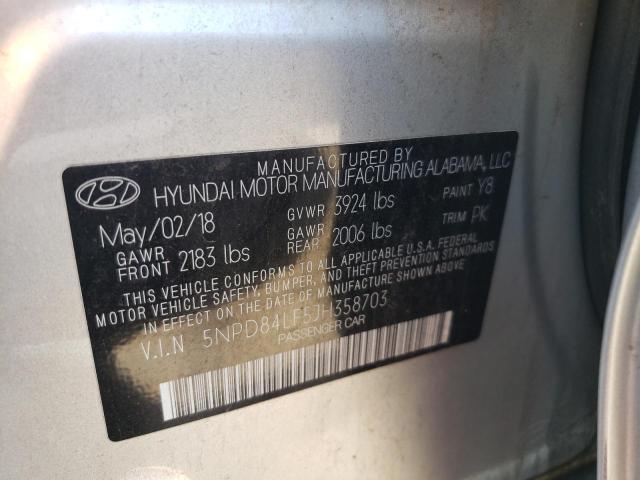 MANUFACTURED BY
HYUNDAI MOTOR MANUFACTURING ALABAMA, LLC
May/02/18 GVWR 3924 lbs PAINT Y8
GAWR FRONT 2183 lbs GAWR REAR 2006 lbs TRIM PK
THIS VEHICLE CONFORMS TO ALL APPLICABLE U.S.A. FEDERAL
MOTOR VEHICLE SAFETY, BUMPER, AND THEFT PREVENTION STANDARDS
IN EFFECT ON THE DATE OF MANUFACTURE SHOWN ABOVE.
V.I.N 5NPD84LF5JH358703
PASSENGER CAR